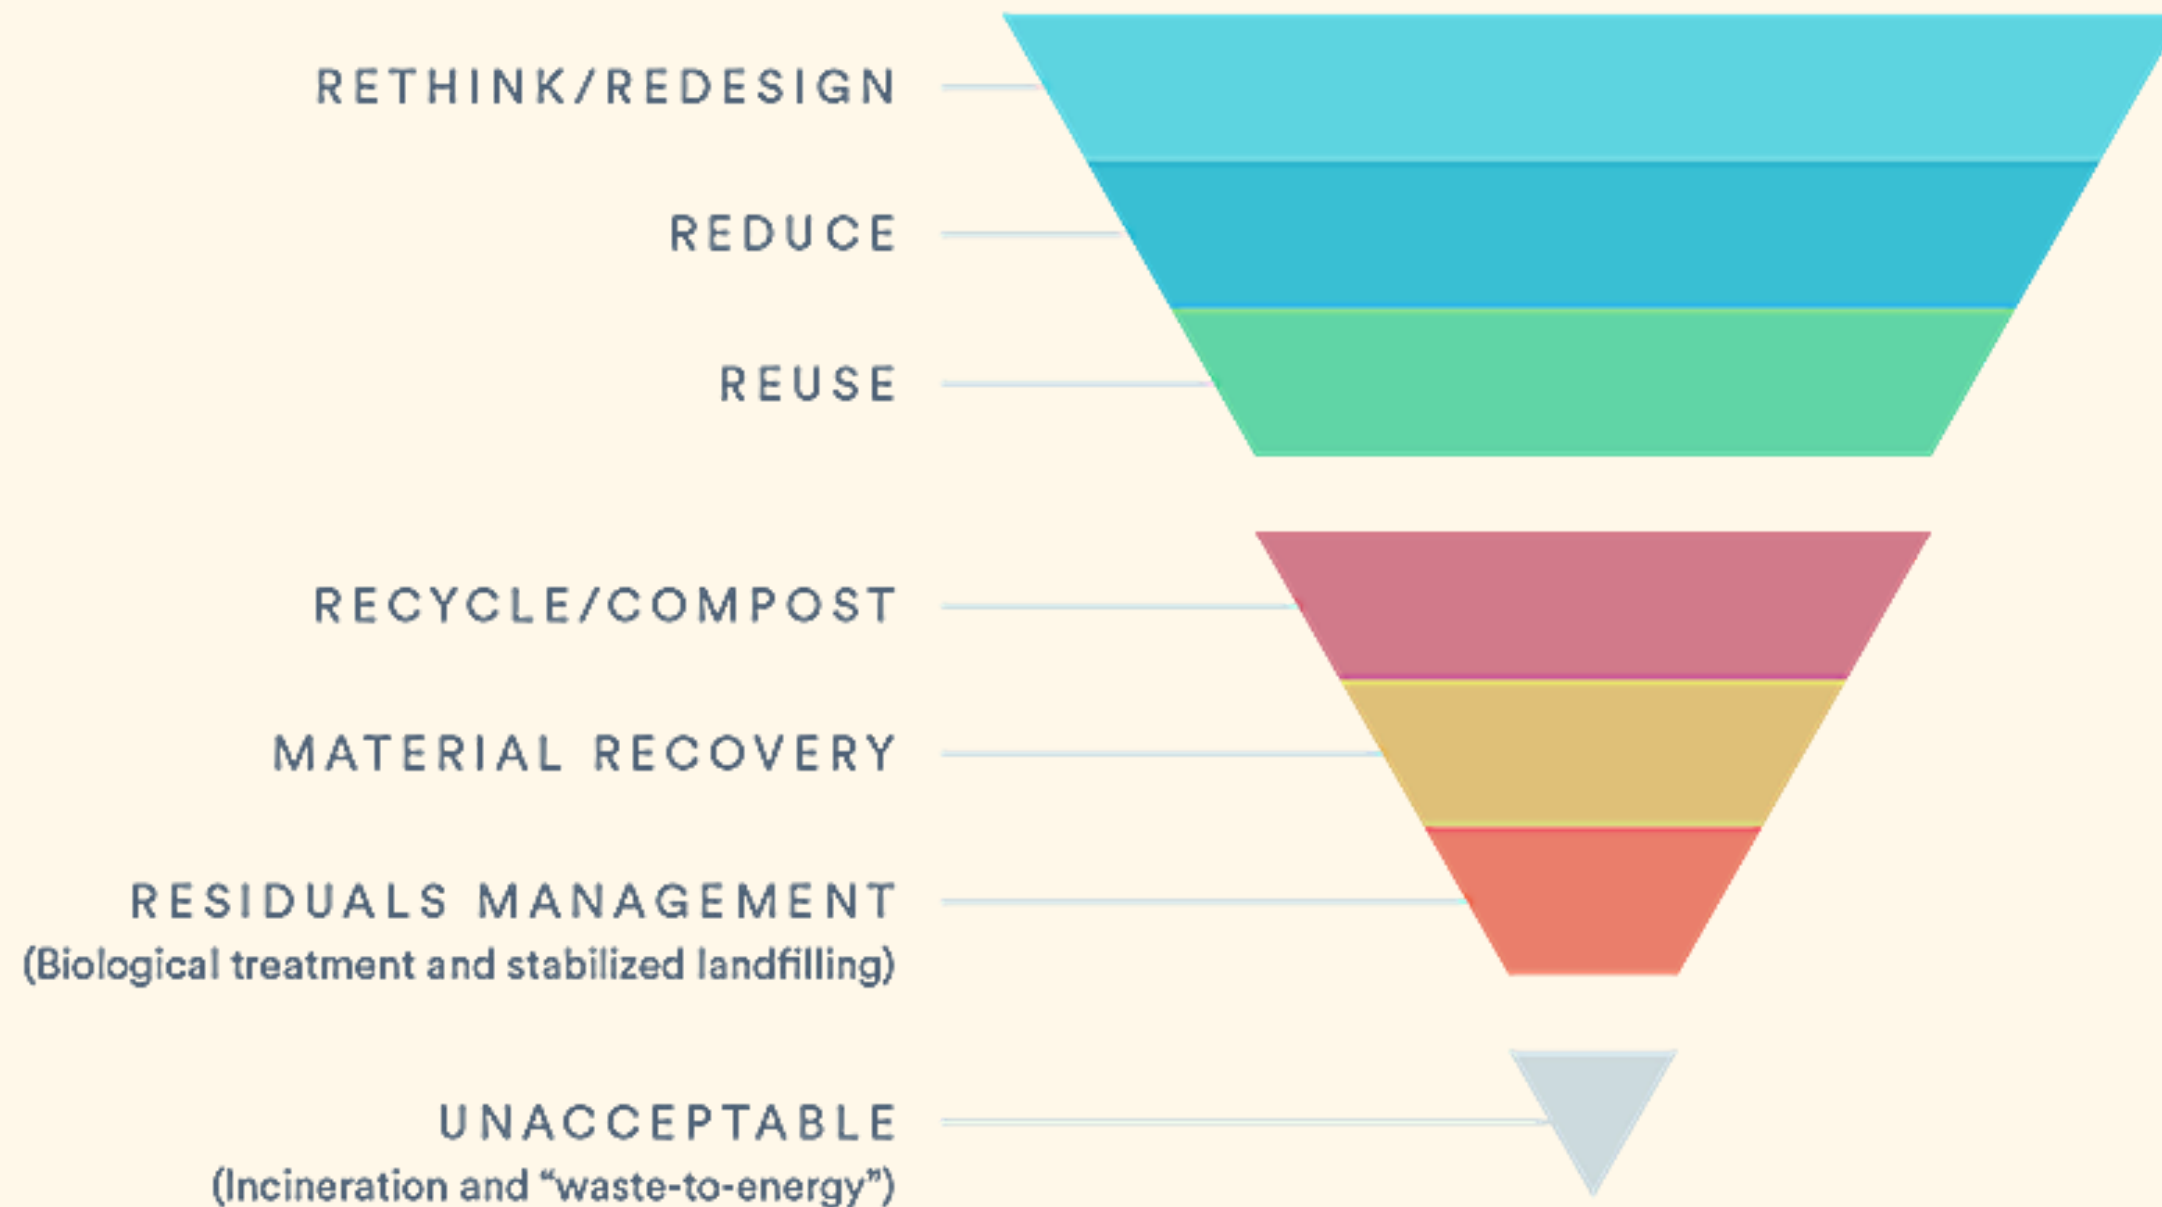 RETHINK/REDESIGN
REDUCE
REUSE
RECYCLE/COMPOST
MATERIAL RECOVERY
RESIDUALS MANAGEMENT
(Biological treatment and stabilized landfilling)
UNACCEPTABLE
(Incineration and “waste-to-energy”)